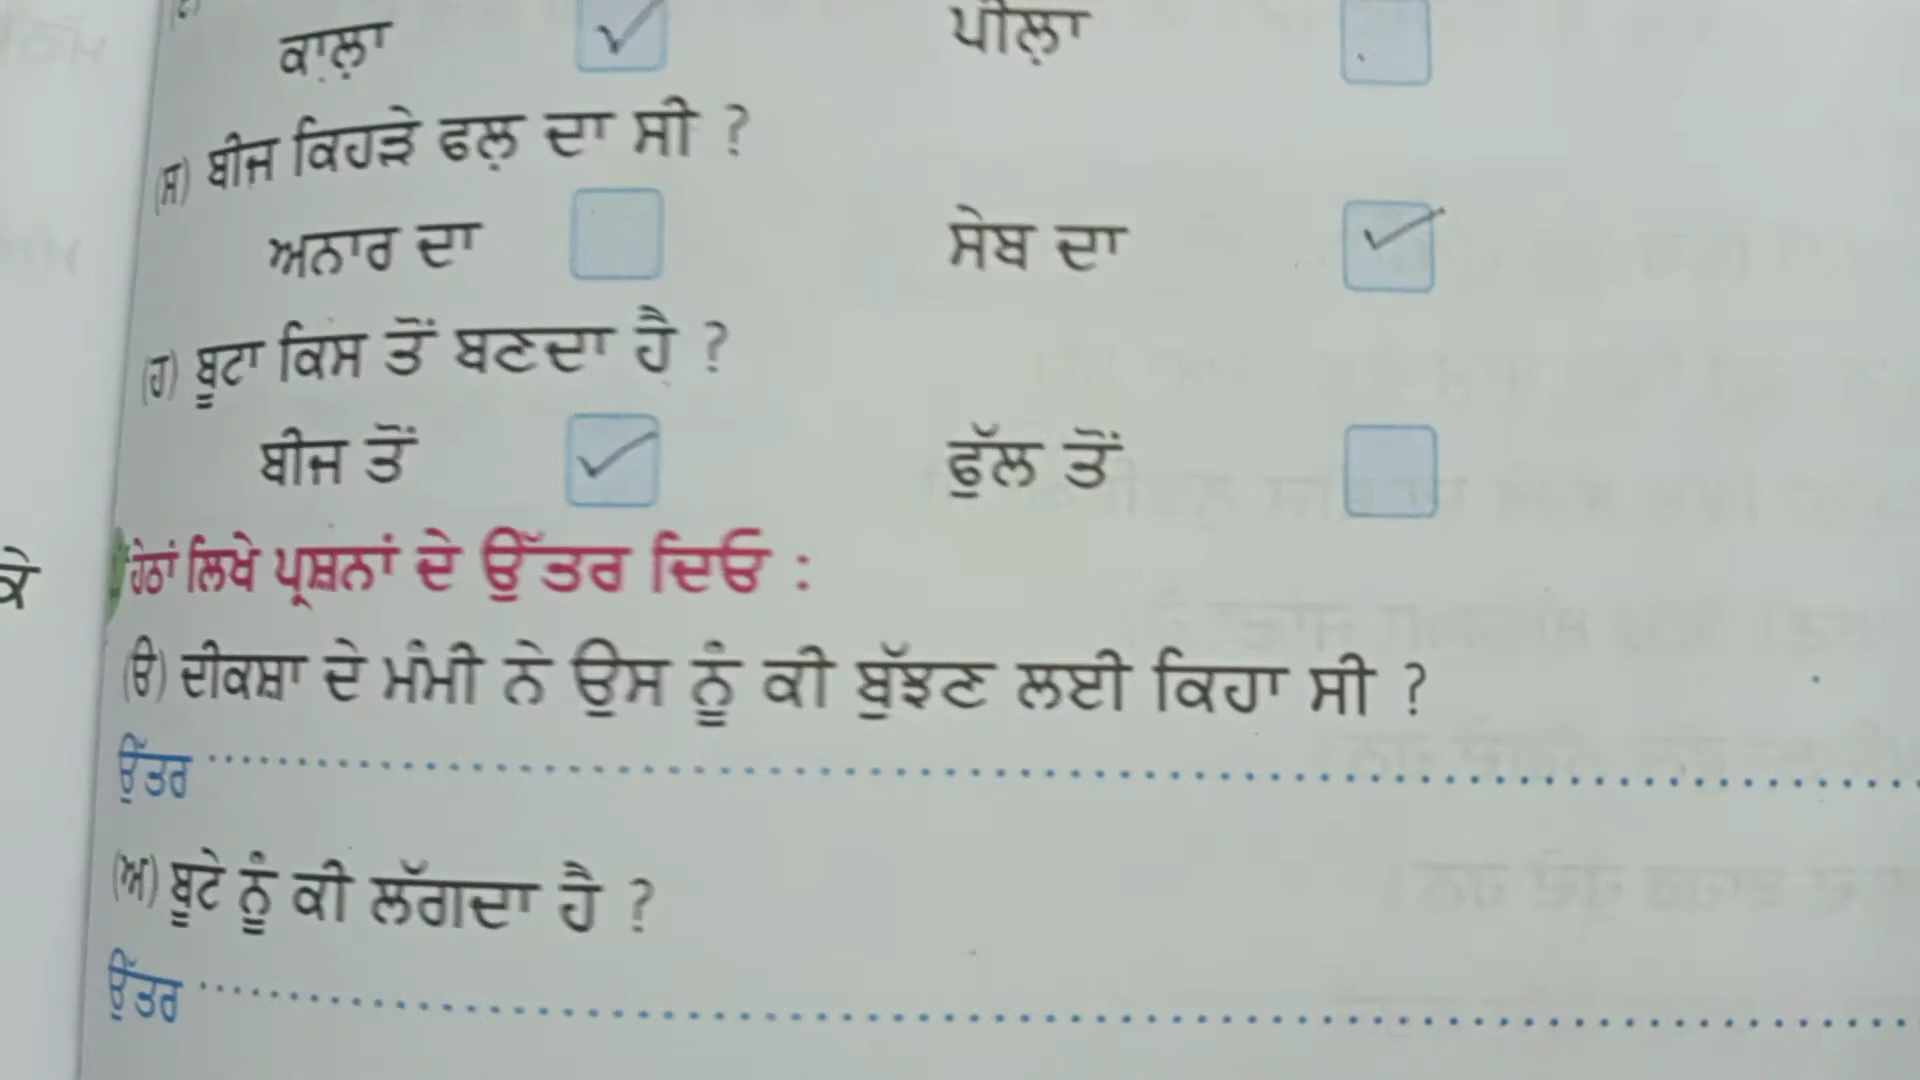 ਕਾਲ਼ਾ ਪੀਲ਼ਾ
(ਸ) ਬੀਜ ਕਿਹੜੇ ਫਲ਼ ਦਾ ਸੀ ?
ਅਨਾਰ ਦਾ ਸੇਬ ਦਾ
(ਹ) ਬੂਟਾ ਕਿਸ ਤੋਂ ਬਣਦਾ ਹੈ ?
ਬੀਜ ਤੋਂ ਫੁੱਲ ਤੋਂ
ਕੇ
ਹੇਠਾਂ ਲਿਖੇ ਪ੍ਰਸ਼ਨਾਂ ਦੇ ਉੱਤਰ ਦਿਓ :
(ੳ) ਦੀਕਸ਼ਾ ਦੇ ਮੰਮੀ ਨੇ ਉਸ ਨੂੰ ਕੀ ਬੁੱਝਣ ਲਈ ਕਿਹਾ ਸੀ ?
ਉੱਤਰ
(ਅ) ਬੂਟੇ ਨੂੰ ਕੀ ਲੱਗਦਾ ਹੈ ?
ਉੱਤਰ